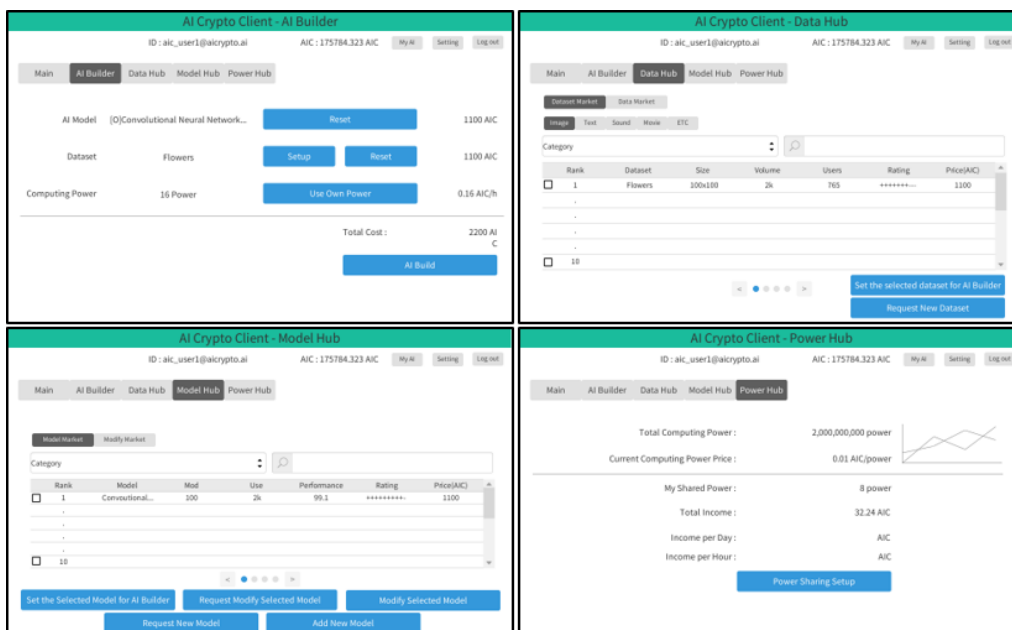 AI Crypto Client - AI Builder
ID : aic_user1@aicrypto.ai AIC : 175784.323 AIC My AI Setting Log out
Main AI Builder Data Hub Model Hub Power Hub
AI Model [O]Convolutional Neural Network... Reset 1100 AIC
Dataset Flowers Setup Reset 1100 AIC
Computing Power 16 Power Use Own Power 0.16 AIC/h
Total Cost : 2200 AI
C
AI Build
AI Crypto Client - Data Hub
ID : aic_user1@aicrypto.ai AIC : 175784.323 AIC My AI Setting Log out
Main AI Builder Data Hub Model Hub Power Hub
Dataset Market Data Market
Image Text Sound Movie ETC
Category
Rank Dataset Size Volume Users Rating Price(AIC)
1 Flowers 100x100 2k 765 +++++++--- 1100
.
.
.
.
10
< >
Set the selected dataset for AI Builder
Request New Dataset
AI Crypto Client - Model Hub
ID : aic_user1@aicrypto.ai AIC : 175784.323 AIC My AI Setting Log out
Main AI Builder Data Hub Model Hub Power Hub
Model Market Modify Market
Category
Rank Model Mod Use Performance Rating Price(AIC)
1 Convoutional... 100 2k 99.1 +++++++++- 1100
.
.
.
.
10
< >
Set the Selected Model for AI Builder Request Modify Selected Model Modify Selected Model
Request New Model Add New Model
AI Crypto Client - Power Hub
ID : aic_user1@aicrypto.ai AIC : 175784.323 AIC My AI Setting Log out
Main AI Builder Data Hub Model Hub Power Hub
Total Computing Power : 2,000,000,000 power
Current Computing Power Price : 0.01 AIC/power
My Shared Power : 8 power
Total Income : 32.24 AIC
Income per Day : AIC
Income per Hour : AIC
Power Sharing Setup